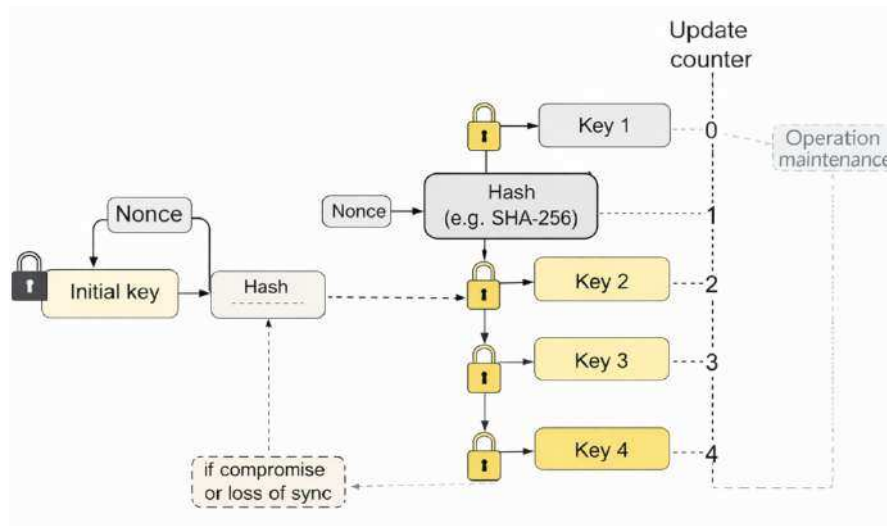 Update
counter
Key 1
0
Operation
maintenance
Nonce
Nonce
Hash
(e.g. SHA-256)
1
Initial key
Hash
Key 2
2
Key 3
3
if compromise
or loss of sync
Key 4
4